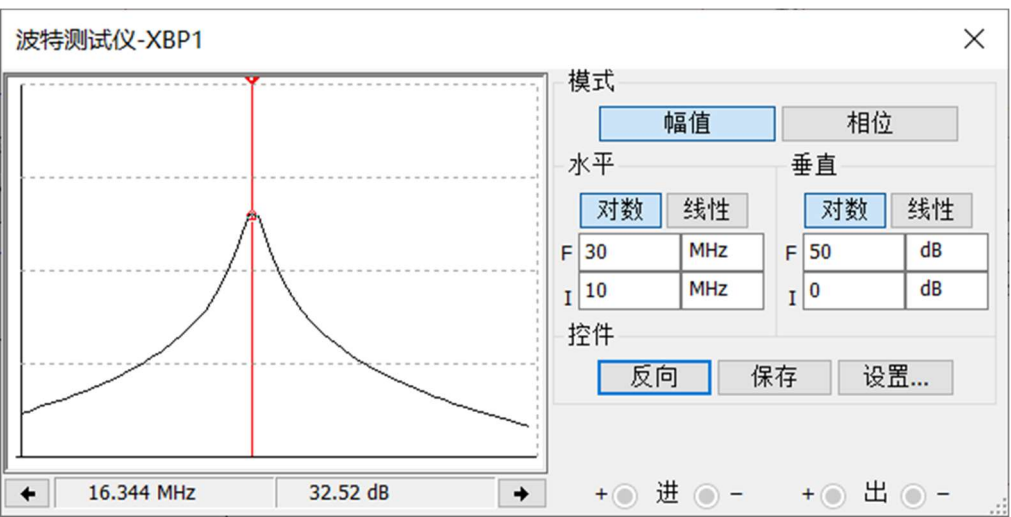 波特测试仪-XBP1
模式
幅值 相位
水平 垂直
对数 线性 对数 线性
F 30 MHz F 50 dB
I 10 MHz I 0 dB
控件
反向 保存 设置...
16.344 MHz 32.52 dB
+ 进 - + 出 -